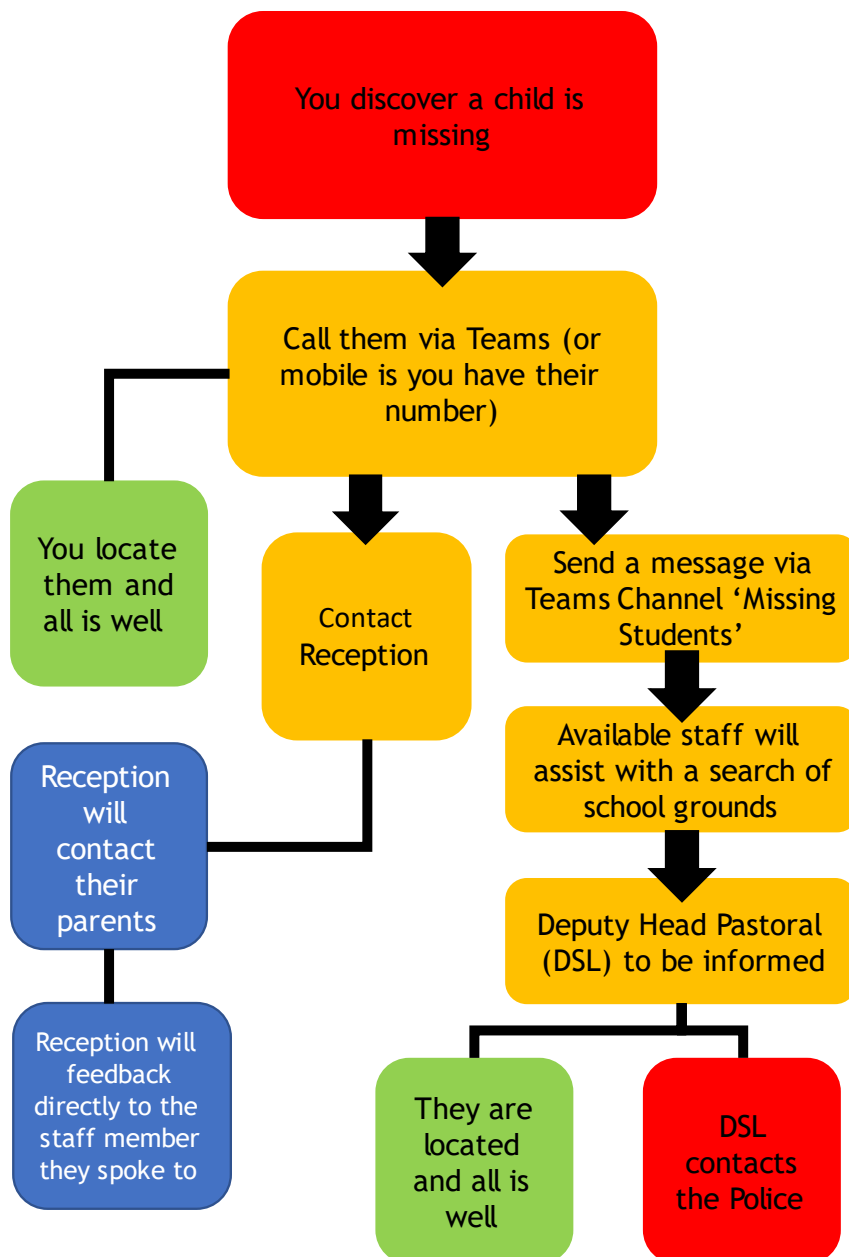 You discover a child is
missing
Call them via Teams (or
mobile is you have their
number)
You locate
them and
all is well
Contact
Reception
Send a message via
Teams Channel ‘Missing
Students’
Available staff will
assist with a search of
school grounds
Reception
will
contact
their
parents
Deputy Head Pastoral
(DSL) to be informed
Reception will
feedback
directly to the
staff member
they spoke to
They are
located
and all is
well
DSL
contacts
the Police